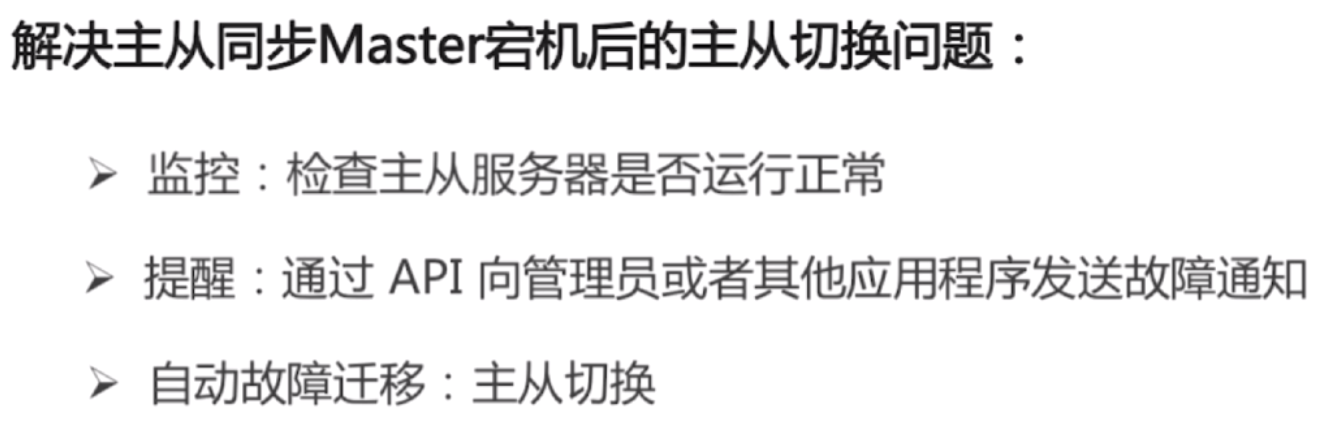 解决主从同步Master宕机后的主从切换问题：
➢ 监控：检查主从服务器是否运行正常
➢ 提醒：通过 API 向管理员或者其他应用程序发送故障通知
➢ 自动故障迁移：主从切换